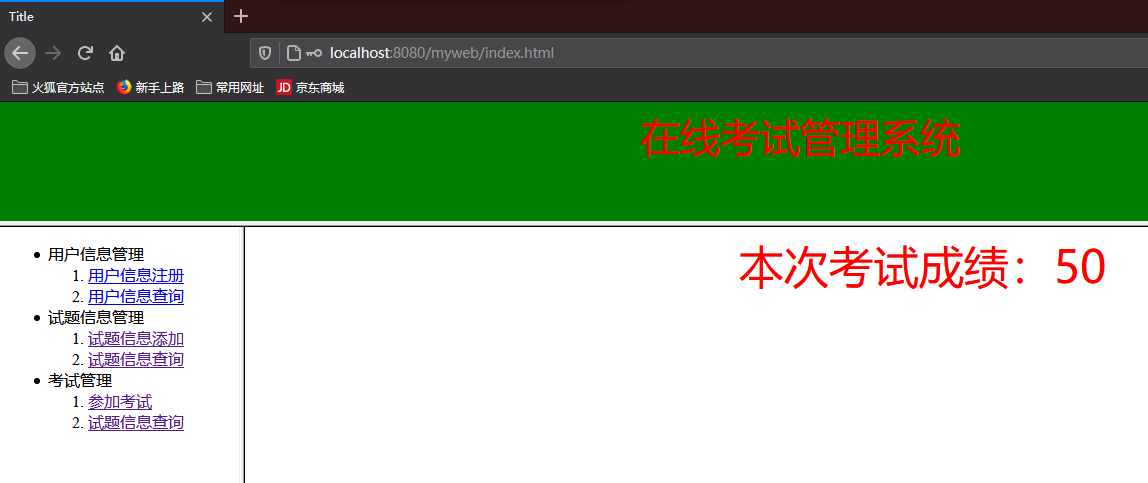 Title
localhost:8080/myweb/index.html
火狐官方站点 新手上路 常用网址 JD 京东商城
在线考试管理系统
用户信息管理
1. 用户信息注册
2. 用户信息查询
试题信息管理
1. 试题信息添加
2. 试题信息查询
考试管理
1. 参加考试
2. 试题信息查询
本次考试成绩：50